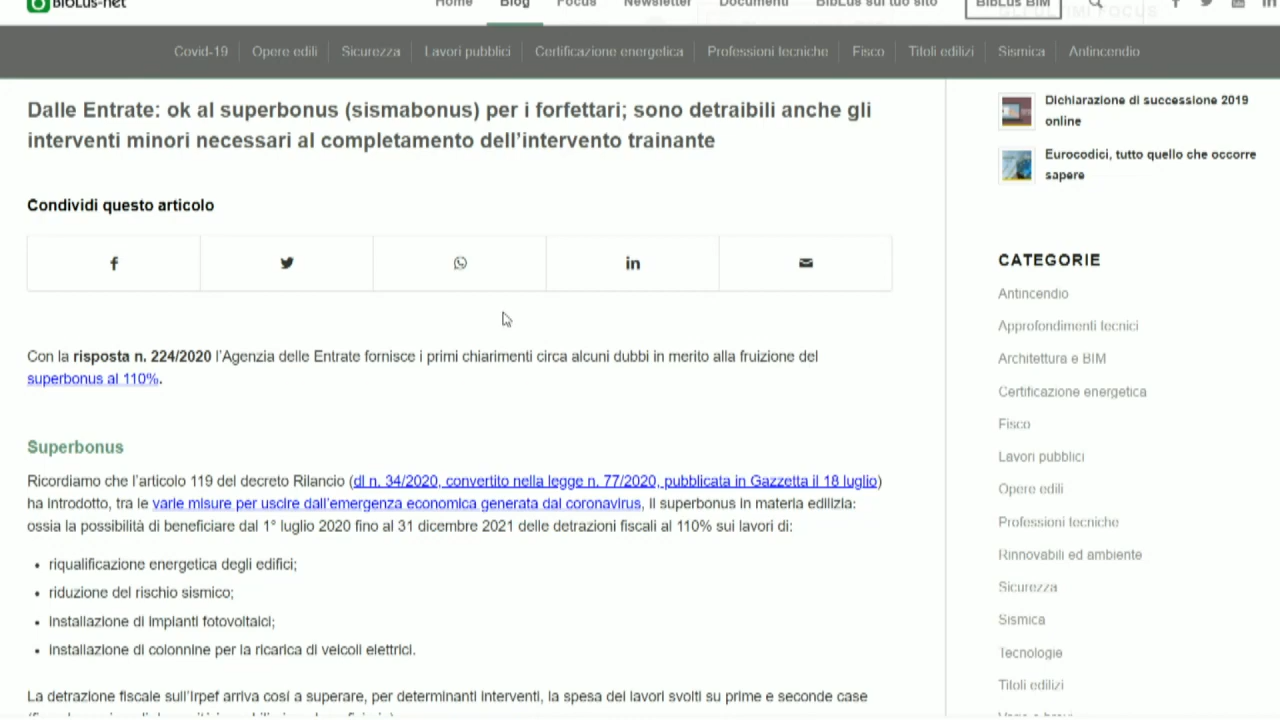 BibLus-net
Home Blog Focus Newsletter Documenti BibLus sul tuo sito BibLus BIM
GLI ULTIMI FOCUS
Covid-19 Opere edili Sicurezza Lavori pubblici Certificazione energetica Professioni tecniche Fisco Titoli edilizi Sismica Antincendio
Dalle Entrate: ok al superbonus (sismabonus) per i forfettari; sono detraibili anche gli
interventi minori necessari al completamento dell’intervento trainante
Condividi questo articolo
Con la risposta n. 224/2020 l’Agenzia delle Entrate fornisce i primi chiarimenti circa alcuni dubbi in merito alla fruizione del
superbonus al 110%.
Superbonus
Ricordiamo che l’articolo 119 del decreto Rilancio (dl n. 34/2020, convertito nella legge n. 77/2020, pubblicata in Gazzetta il 18 luglio)
ha introdotto, tra le varie misure per uscire dall’emergenza economica generata dal coronavirus, il superbonus in materia edilizia:
ossia la possibilità di beneficiare dal 1° luglio 2020 fino al 31 dicembre 2021 delle detrazioni fiscali al 110% sui lavori di:
• riqualificazione energetica degli edifici;
• riduzione del rischio sismico;
• installazione di impianti fotovoltaici;
• installazione di colonnine per la ricarica di veicoli elettrici.
La detrazione fiscale sull’Irpef arriva così a superare, per determinanti interventi, la spesa dei lavori svolti su prime e seconde case
Dichiarazione di successione 2019
online
Eurocodici, tutto quello che occorre
sapere
CATEGORIE
Antincendio
Approfondimenti tecnici
Architettura e BIM
Certificazione energetica
Fisco
Lavori pubblici
Opere edili
Professioni tecniche
Rinnovabili ed ambiente
Sicurezza
Sismica
Tecnologie
Titoli edilizi